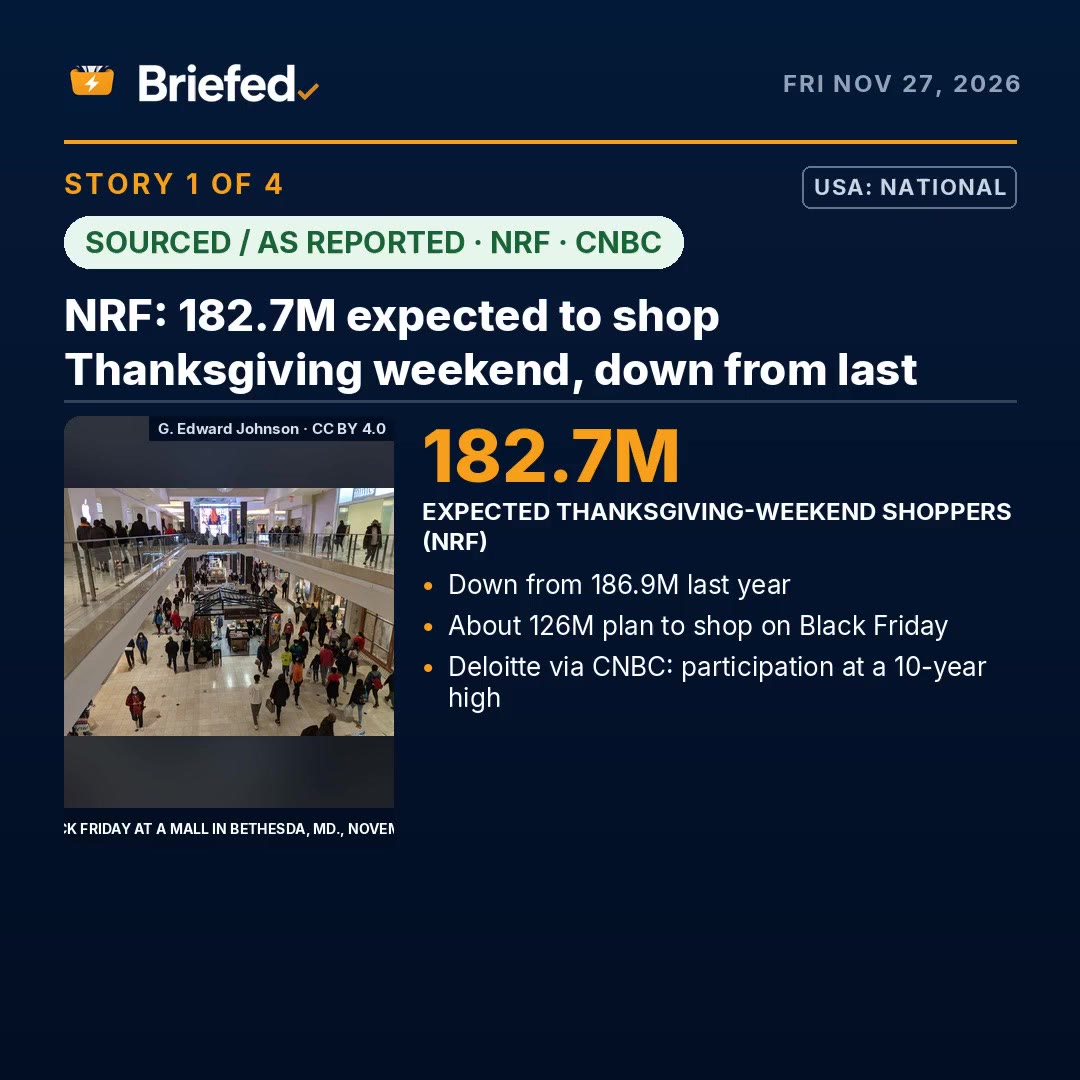 Briefed
FRI NOV 27, 2026
STORY 1 OF 4
USA: NATIONAL
SOURCED / AS REPORTED · NRF · CNBC
NRF: 182.7M expected to shop
Thanksgiving weekend, down from last
G. Edward Johnson · CC BY 4.0
182.7M
EXPECTED THANKSGIVING-WEEKEND SHOPPERS
(NRF)
• Down from 186.9M last year
• About 126M plan to shop on Black Friday
• Deloitte via CNBC: participation at a 10-year
high
CK FRIDAY AT A MALL IN BETHESDA, MD., NOVEM